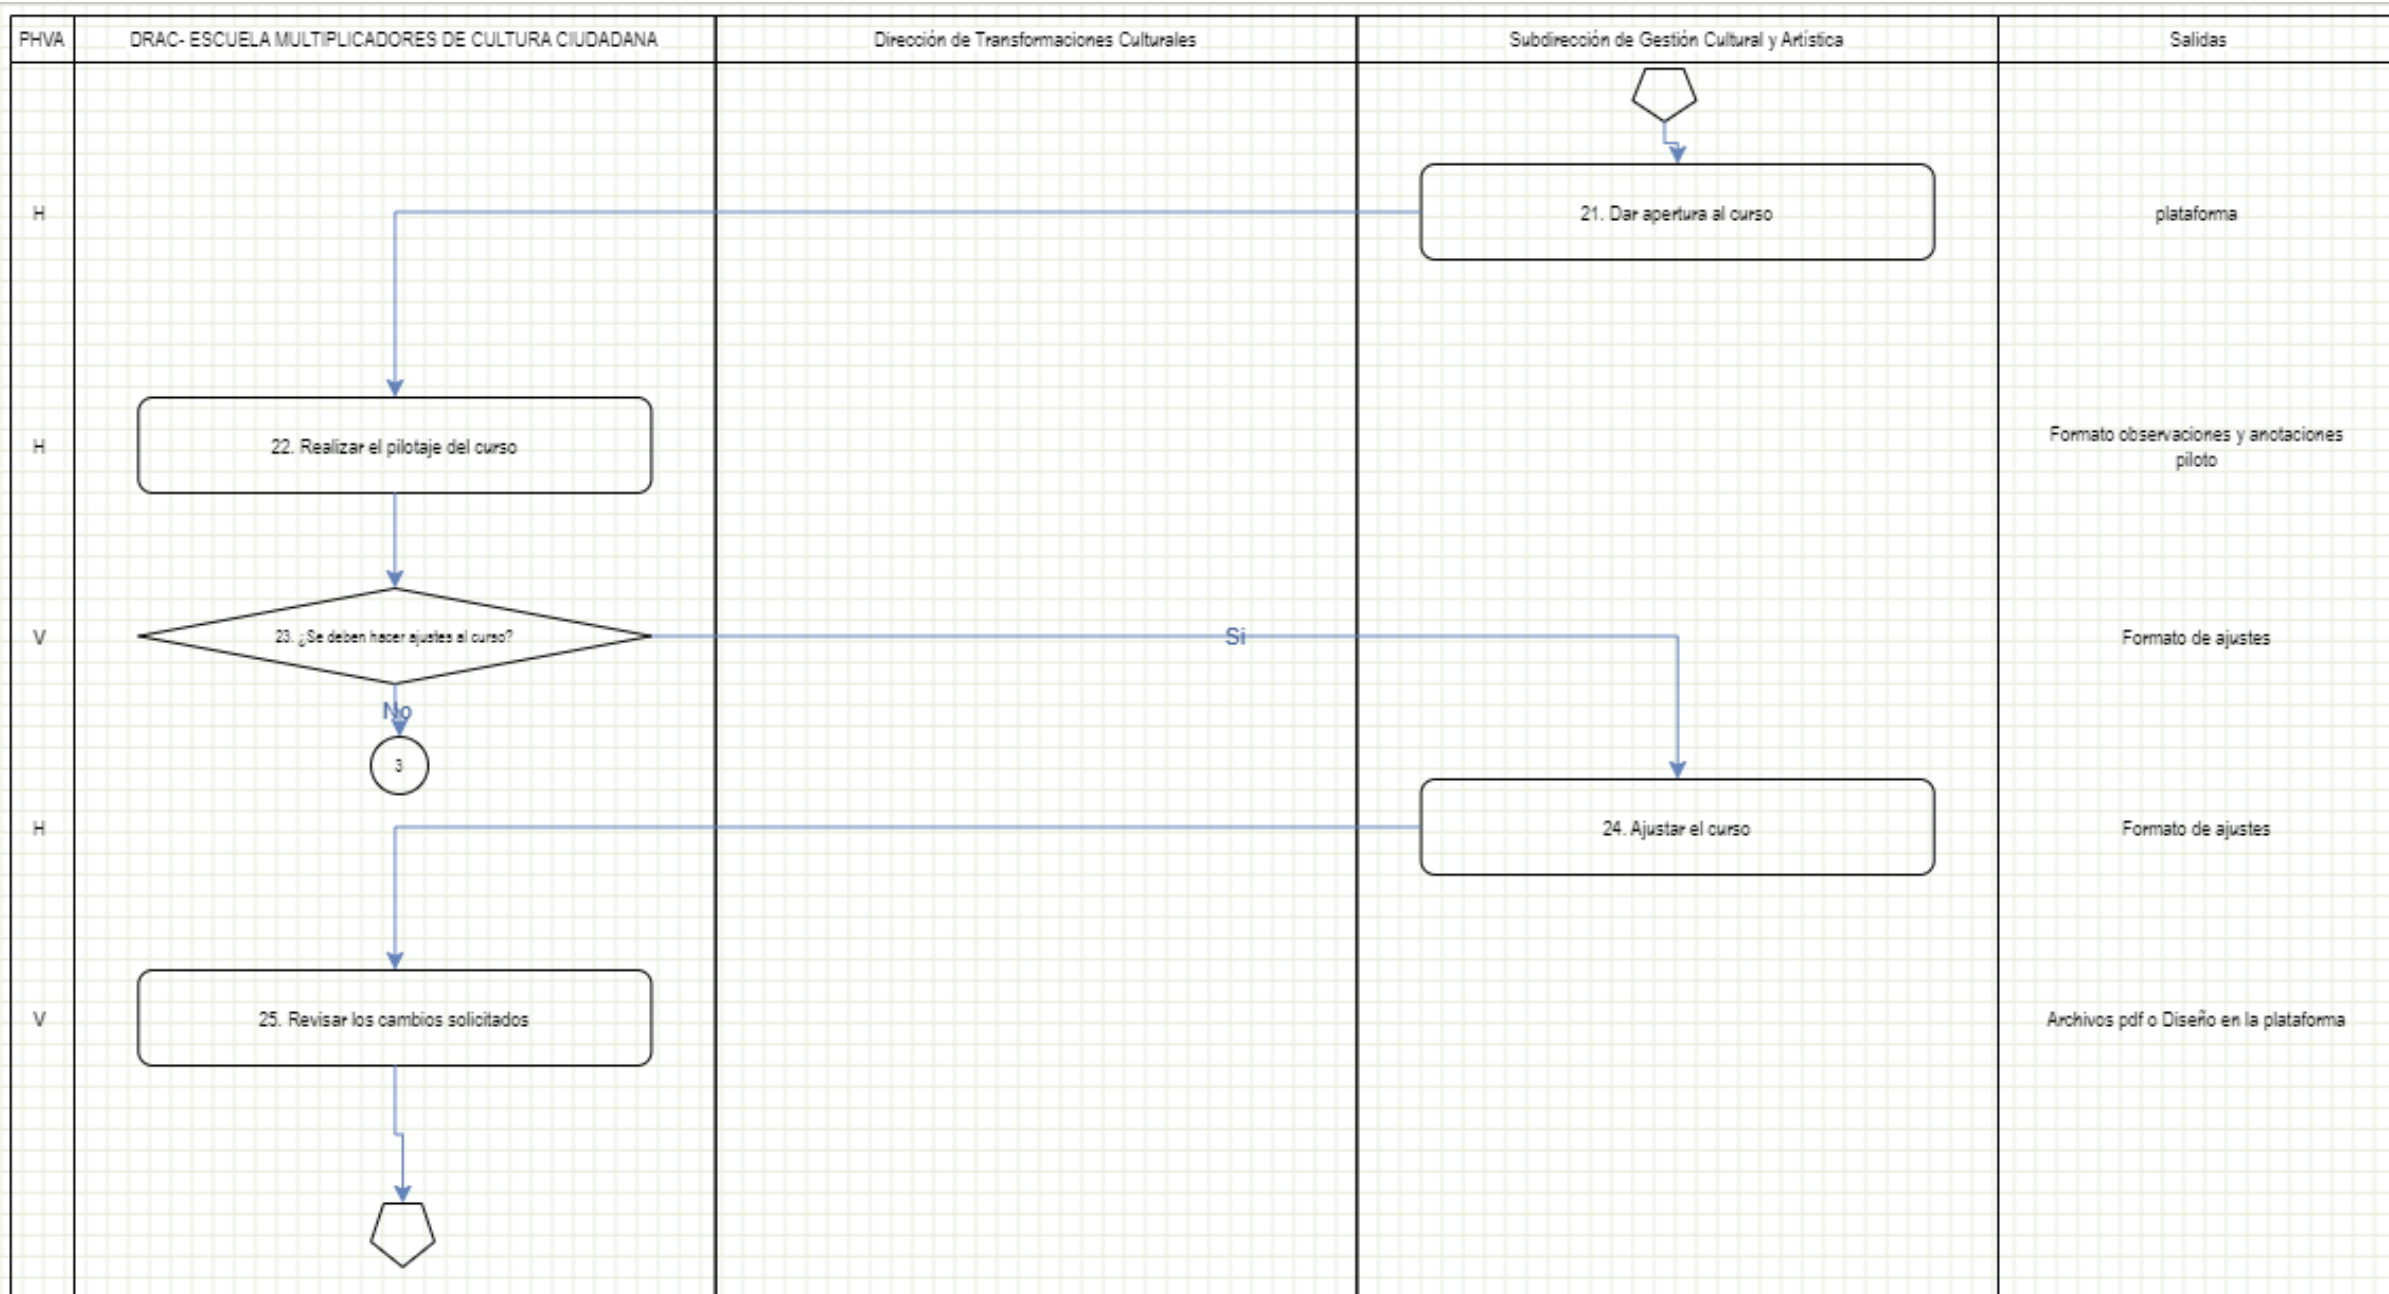 PHVA
DRAC- ESCUELA MULTIPLICADORES DE CULTURA CIUDADANA
Dirección de Transformaciones Culturales
Subdirección de Gestión Cultural y Artística
Salidas
H
21. Dar apertura al curso
plataforma
H
22. Realizar el pilotaje del curso
Formato observaciones y anotaciones
piloto
V
23. ¿Se deben hacer ajustes al curso?
Si
Formato de ajustes
No
3
H
24. Ajustar el curso
Formato de ajustes
V
25. Revisar los cambios solicitados
Archivos pdf o Diseño en la plataforma